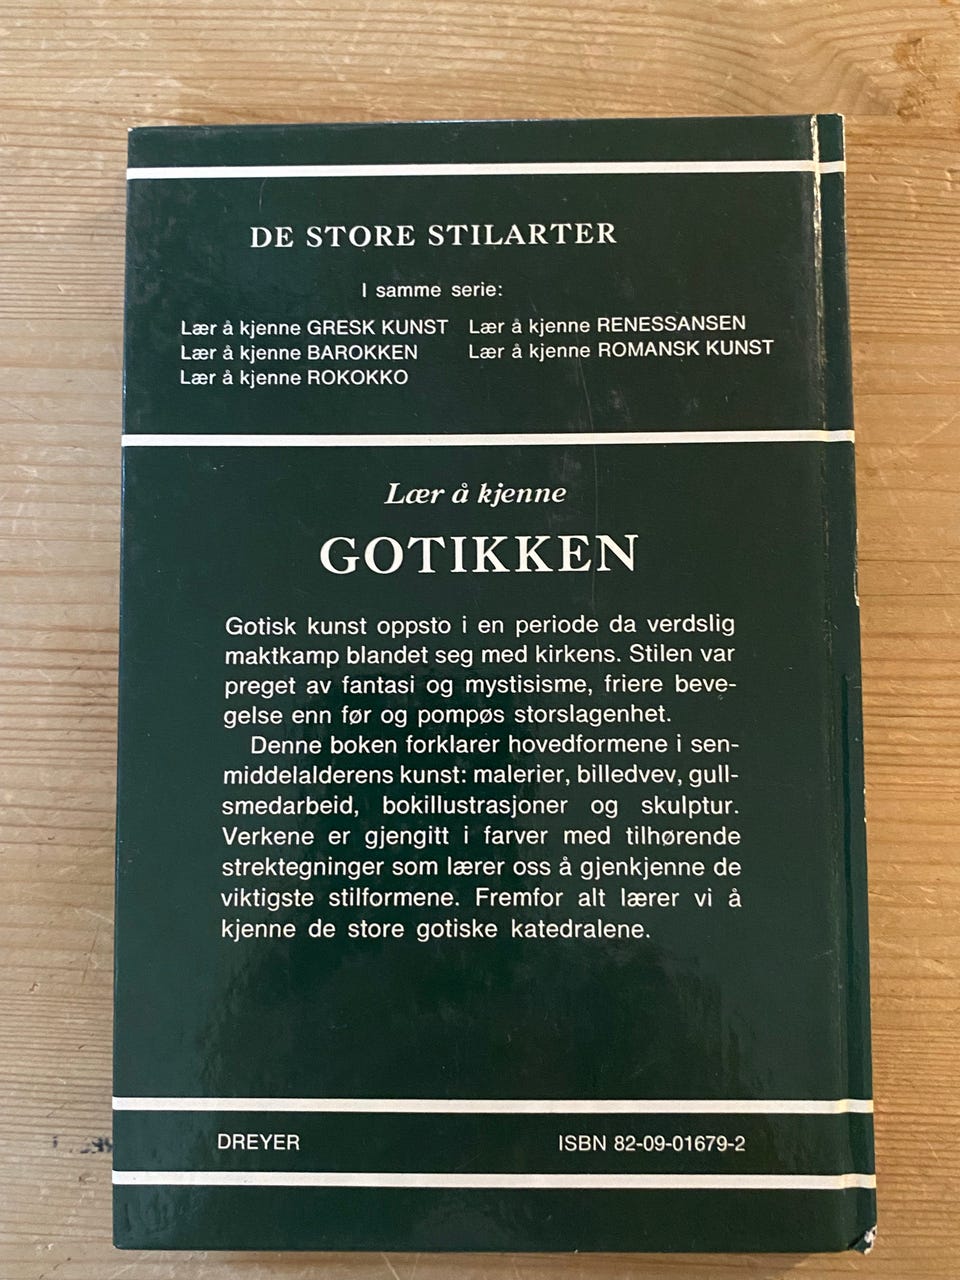 DE STORE STILARTER
I samme serie:
Lær å kjenne GRESK KUNST Lær å kjenne RENESSANSEN
Lær å kjenne BAROKKEN Lær å kjenne ROMANSK KUNST
Lær å kjenne ROKOKKO
Lær å kjenne
GOTIKKEN
Gotisk kunst oppsto i en periode da verdslig
maktkamp blandet seg med kirkens. Stilen var
preget av fantasi og mystisisme, friere beve-
gelse enn før og pompøs storslagenhet.
Denne boken forklarer hovedformene i sen-
middelalderens kunst: malerier, billedvev, gull-
smedarbeid, bokillustrasjoner og skulptur.
Verkene er gjengitt i farver med tilhørende
strektegninger som lærer oss å gjenkjenne de
viktigste stilformene. Fremfor alt lærer vi å
kjenne de store gotiske katedralene.
DREYER ISBN 82-09-01679-2